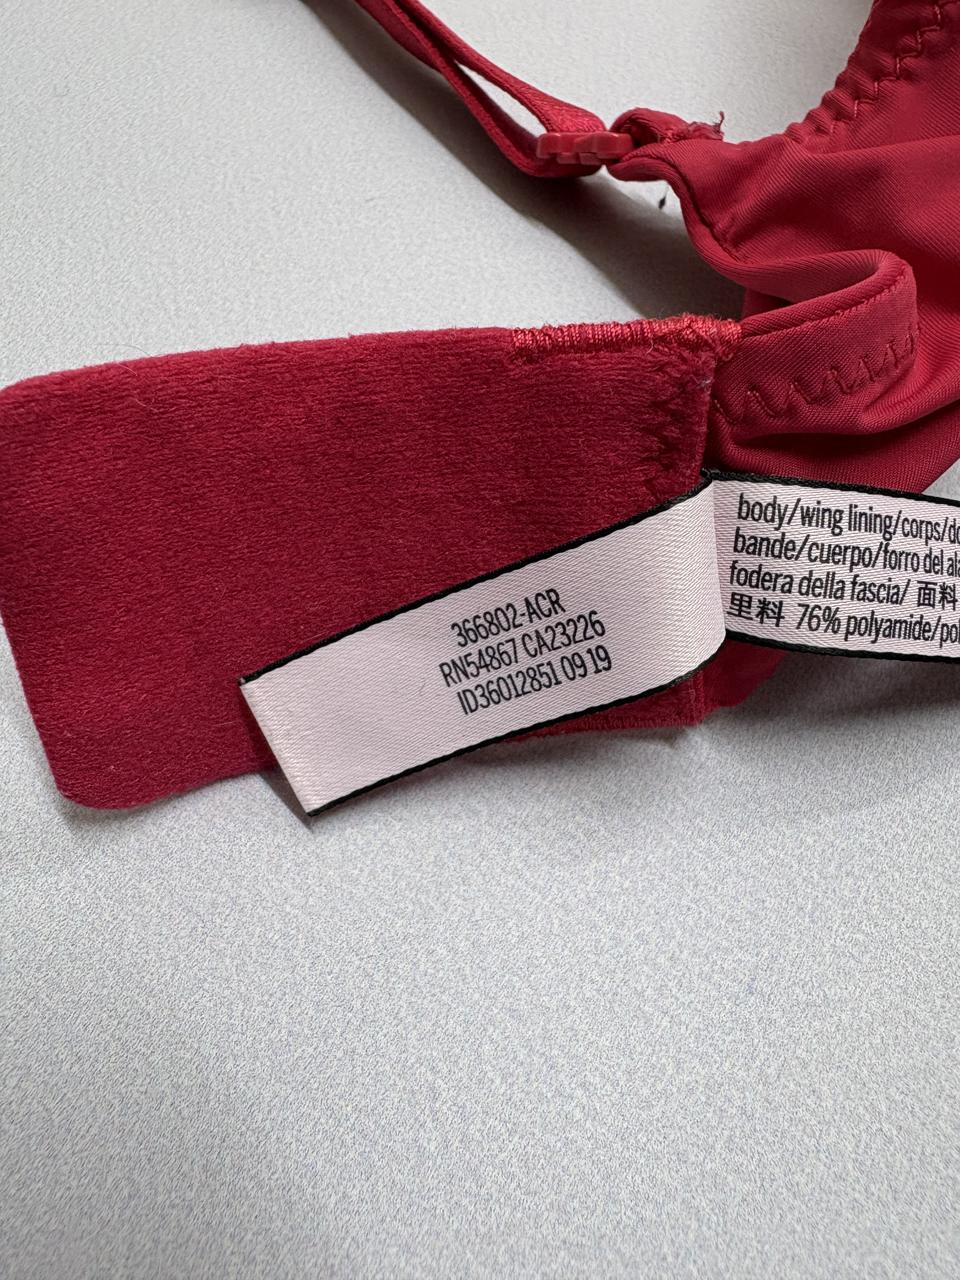 366802-ACR
RN54867 CA23226
ID36012851 09 19
body/wing lining/corps/do
bande/cuerpo/forro del ala
fodera della fascia/ 面料
里料 76% polyamide/pol